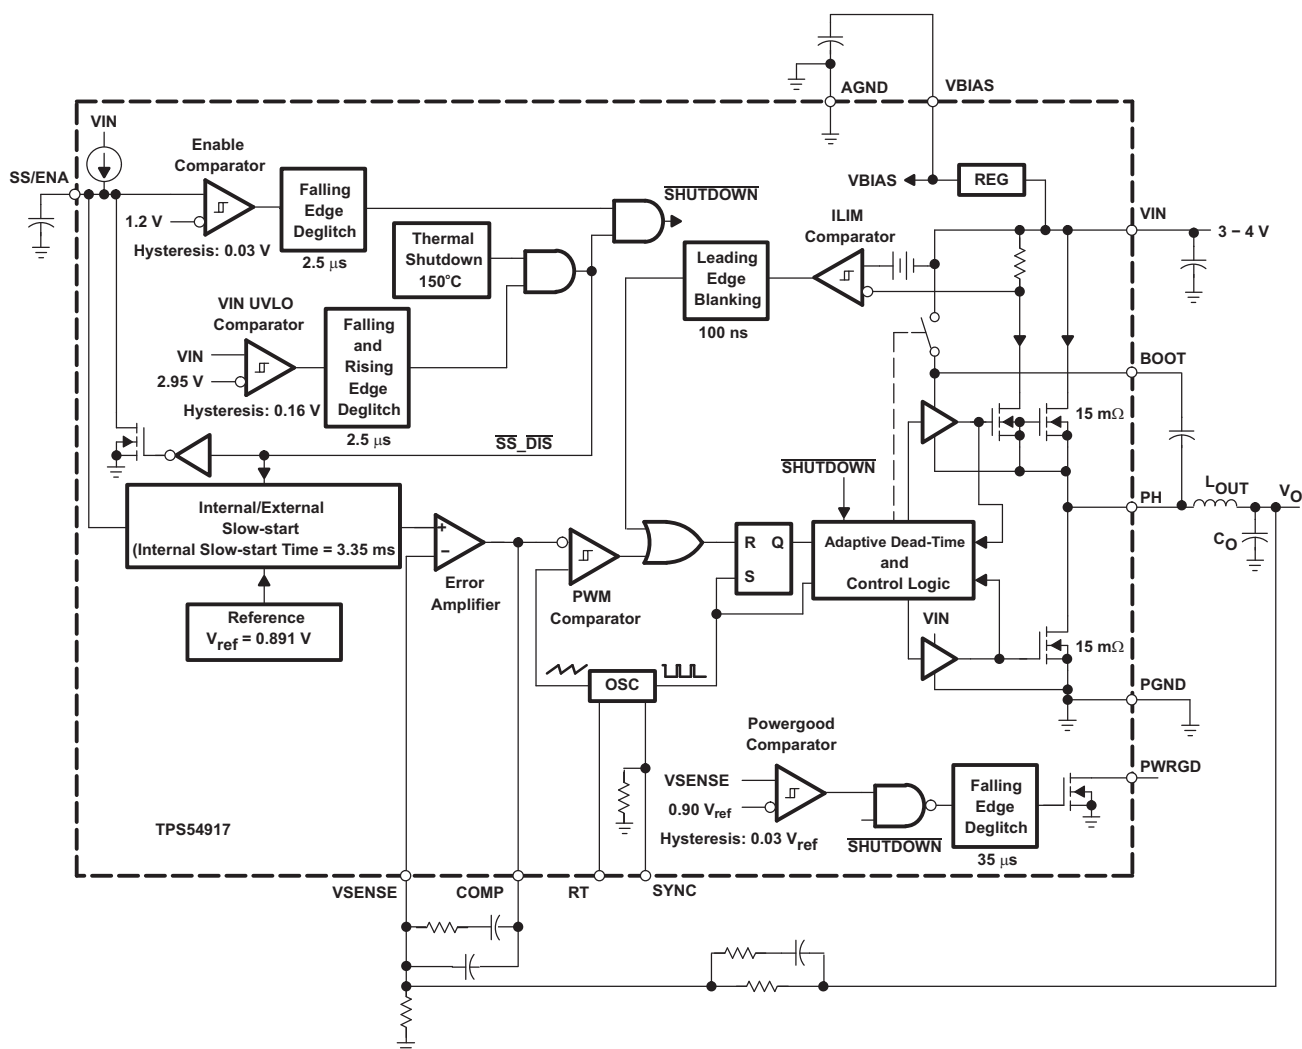 AGND
VBIAS
VIN
Enable
Comparator
SS/ENA
1.2 V
Hysteresis: 0.03 V
Falling
Edge
Deglitch
2.5 μs
SHUTDOWN
VBIAS
REG
VIN
3 – 4 V
Thermal
Shutdown
150°C
ILIM
Comparator
Leading
Edge
Blanking
100 ns
VIN UVLO
Comparator
VIN
2.95 V
Hysteresis: 0.16 V
Falling
and
Rising
Edge
Deglitch
2.5 μs
BOOT
15 mΩ
SS_DIS
SHUTDOWN
PH
LOUT
VO
CO
Internal/External
Slow-start
(Internal Slow-start Time = 3.35 ms
Reference
Vref = 0.891 V
+
−
Error
Amplifier
PWM
Comparator
R Q
S
Adaptive Dead-Time
and
Control Logic
VIN
15 mΩ
OSC
PGND
Powergood
Comparator
VSENSE
0.90 Vref
Hysteresis: 0.03 Vref
SHUTDOWN
Falling
Edge
Deglitch
35 μs
PWRGD
TPS54917
VSENSE
COMP
RT
SYNC